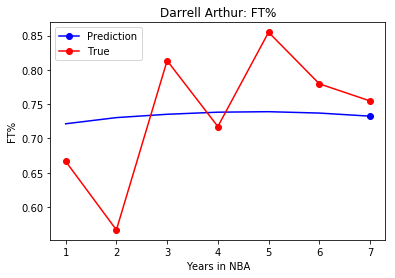 Darrell Arthur: FT%
Prediction
True
0.85
0.80
0.75
0.70
0.65
0.60
FT%
1 2 3 4 5 6 7
Years in NBA